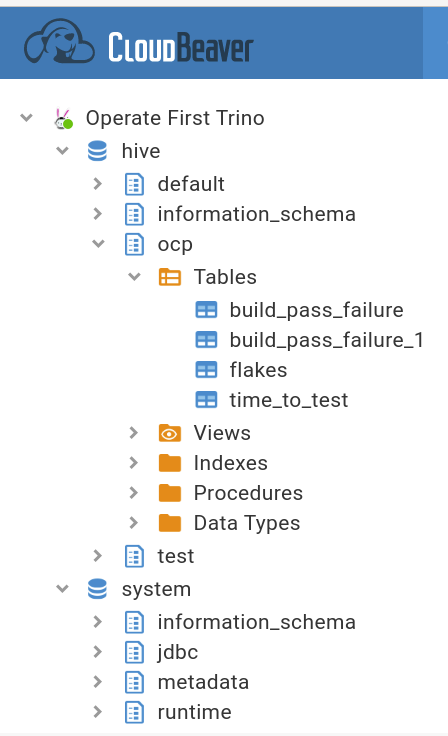 CloudBeaver
Operate First Trino
hive
default
information_schema
ocp
Tables
build_pass_failure
build_pass_failure_1
flakes
time_to_test
Views
Indexes
Procedures
Data Types
test
system
information_schema
jdbc
metadata
runtime